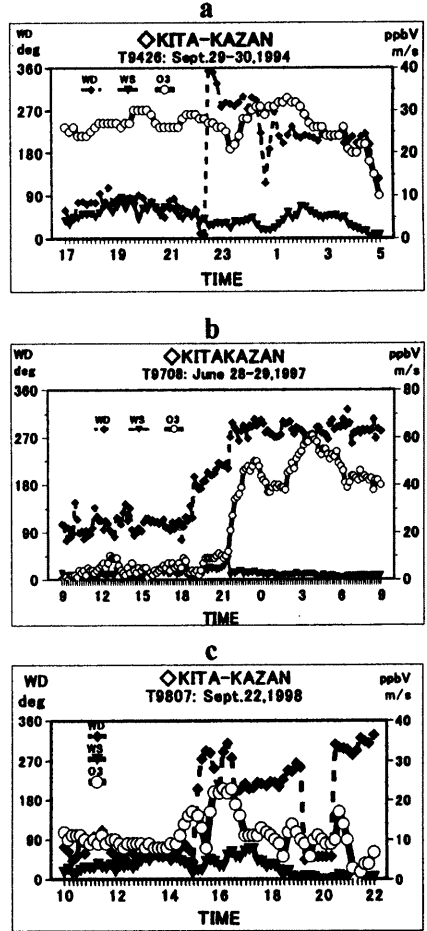 a
WD
deg
◇KITA-KAZAN
T9426: Sept.29-30,1994
ppbV
m/s
WD WS O3
360
270
180
90
0
40
30
20
10
0
17 19 21 23 1 3 5
TIME
b
WD
deg
◇KITAKAZAN
T9708: June 28-29,1997
ppbV
m/s
WD WS O3
360
270
180
90
0
80
60
40
20
0
9 12 15 18 21 0 3 6 9
TIME
c
WD
deg
◇KITA-KAZAN
T9807: Sept.22,1998
ppbV
m/s
WD
WS
O3
360
270
180
90
0
40
30
20
10
0
10 12 14 16 18 20 22
TIME